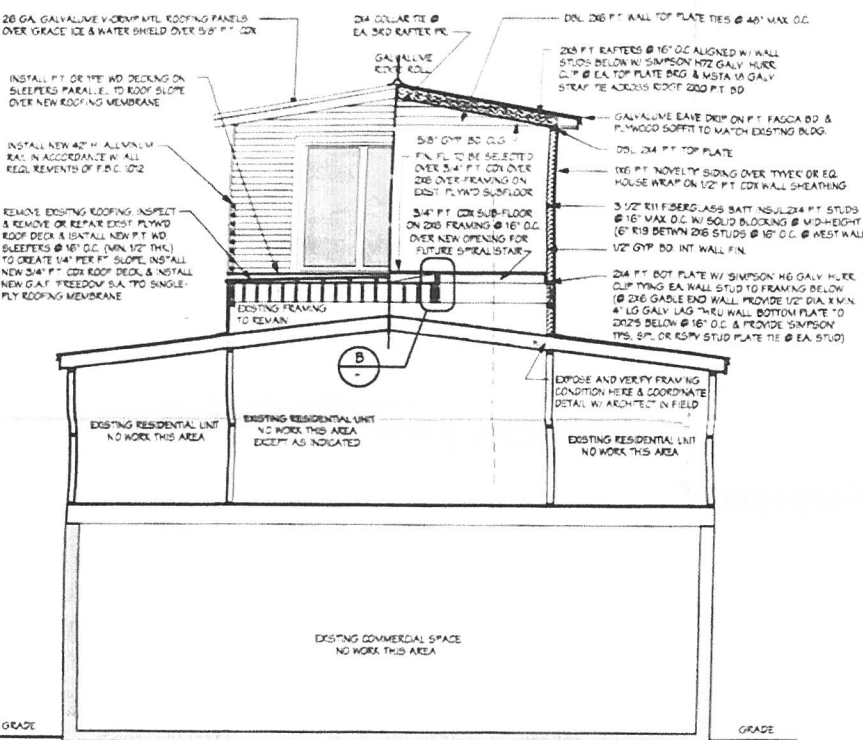 26 GA. GALVALUME V-CRIMP MTL. ROOFING PANELS
OVER 'GRACE' ICE & WATER SHIELD OVER 5/8" P.T. CDX
INSTALL P.T. OR 'IPE' WD DECKING ON
SLEEPERS PARALLEL TO ROOF SLOPE
OVER NEW ROOFING MEMBRANE
INSTALL NEW 42" H. ALUMINUM
RAIL IN ACCORDANCE W/ ALL
REQUIREMENTS OF F.B.C. 1012
REMOVE EXISTING ROOFING, INSPECT
& REMOVE OR REPAIR EXIST. PLYWD
ROOF DECK & INSTALL NEW P.T. WD
SLEEPERS @ 16" O.C. (MIN. 1/2" THK.)
TO CREATE 1/4" PER FT. SLOPE, INSTALL
NEW 3/4" P.T. CDX ROOF DECK, & INSTALL
NEW G.A.F. 'FREEDOM' S.A. TPO SINGLE-
PLY ROOFING MEMBRANE
2X4 COLLAR TIE @
EA. 3RD RAFTER PR.
GALVALUME
RIDGE ROLL
5/8" GYP. BD. CLG.
FIN. FL. TO BE SELECTED
OVER 3/4" P.T. CDX OVER
2X6 OVER-FRAMING ON
EXIST. PLYWD SUBFLOOR
3/4" P.T. CDX SUB-FLOOR
ON 2X6 FRAMING @ 16" O.C.
OVER NEW OPENING FOR
FUTURE SPIRAL STAIR
DBL. 2X6 P.T. WALL TOP PLATE TIES @ 48" MAX. O.C.
2X8 P.T. RAFTERS @ 16" O.C. ALIGNED W/ WALL
STUDS BELOW W/ SIMPSON H7Z GALV. HURR.
CLIP @ EA. TOP PLATE BRG & MSTA 18 GALV.
STRAP TIE ACROSS RIDGE 2X10 P.T. BD.
GALVALUME EAVE DRIP ON P.T. FASCIA BD. &
PLYWOOD SOFFIT TO MATCH EXISTING BLDG.
DBL. 2X4 P.T. TOP PLATE
1X6 P.T. 'NOVELTY' SIDING OVER 'TYVEK' OR EQ.
HOUSE WRAP ON 1/2" P.T. CDX WALL SHEATHING
3 1/2" R11 FIBERGLASS BATT INSUL. 2X4 P.T. STUDS
@ 16" MAX. O.C. W/ SOLID BLOCKING @ MID-HEIGHT
(6" R19 BETWN 2X6 STUDS @ 16" O.C. @ WEST WALL
1/2" GYP. BD. INT. WALL FIN.
2X4 P.T. BOT. PLATE W/ SIMPSON H6 GALV. HURR.
CLIP TYING EA. WALL STUD TO FRAMING BELOW
(@ 2X6 GABLE END WALL, PROVIDE 1/2" DIA. X MIN.
4" LG GALV. LAG THRU WALL BOTTOM PLATE TO
2X12'S BELOW @ 16" O.C. & PROVIDE 'SIMPSON'
TPS, SP1, OR RSPV STUD PLATE TIE @ EA. STUD)
EXISTING FRAMING
TO REMAIN
B
-
EXPOSE AND VERIFY FRAMING
CONDITION HERE & COORDINATE
DETAIL W/ ARCHITECT IN FIELD
EXISTING RESIDENTIAL UNIT
NO WORK THIS AREA
EXISTING RESIDENTIAL UNIT
NO WORK THIS AREA
EXCEPT AS INDICATED
EXISTING RESIDENTIAL UNIT
NO WORK THIS AREA
EXISTING COMMERCIAL SPACE
NO WORK THIS AREA
GRADE
GRADE